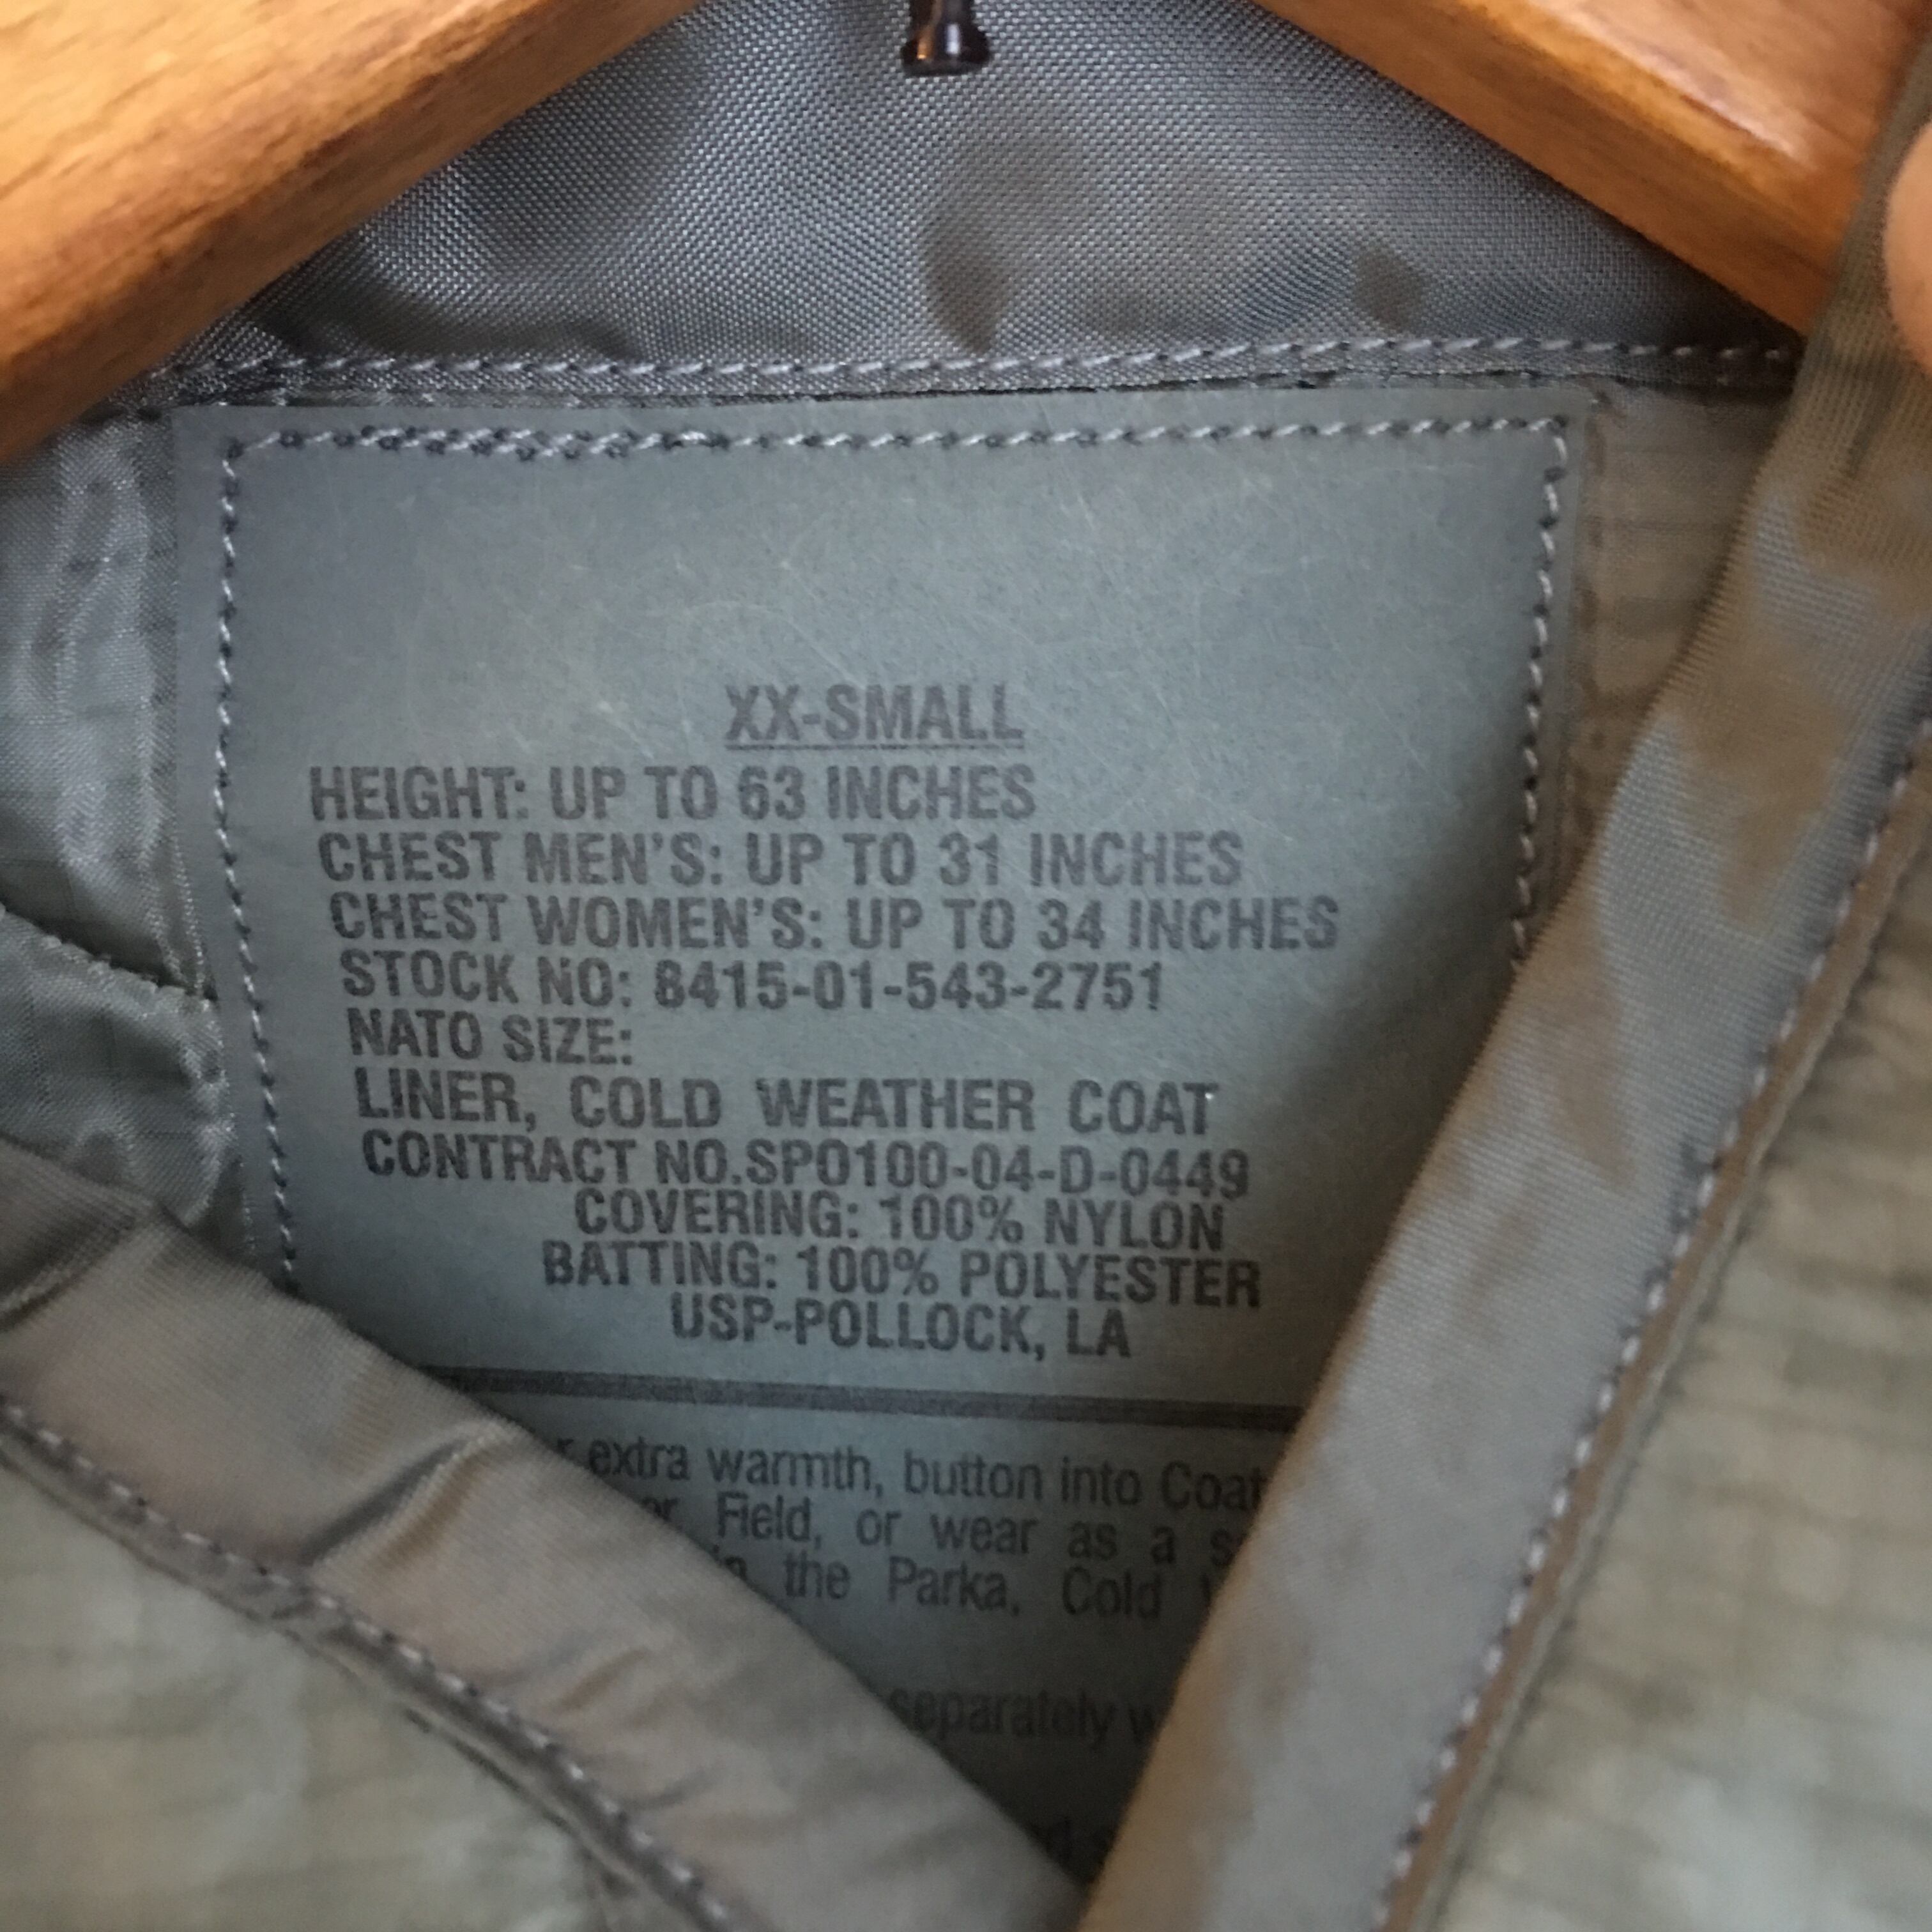 XX-SMALL
HEIGHT: UP TO 63 INCHES
CHEST MEN'S: UP TO 31 INCHES
CHEST WOMEN'S: UP TO 34 INCHES
STOCK NO: 8415-01-543-2751
NATO SIZE:
LINER, COLD WEATHER COAT
CONTRACT NO.SPO100-04-D-0449
COVERING: 100% NYLON
BATTING: 100% POLYESTER
USP-POLLOCK, LA
extra warmth, button into Coat
Field, or wear as a
the Parka, Cold
separately